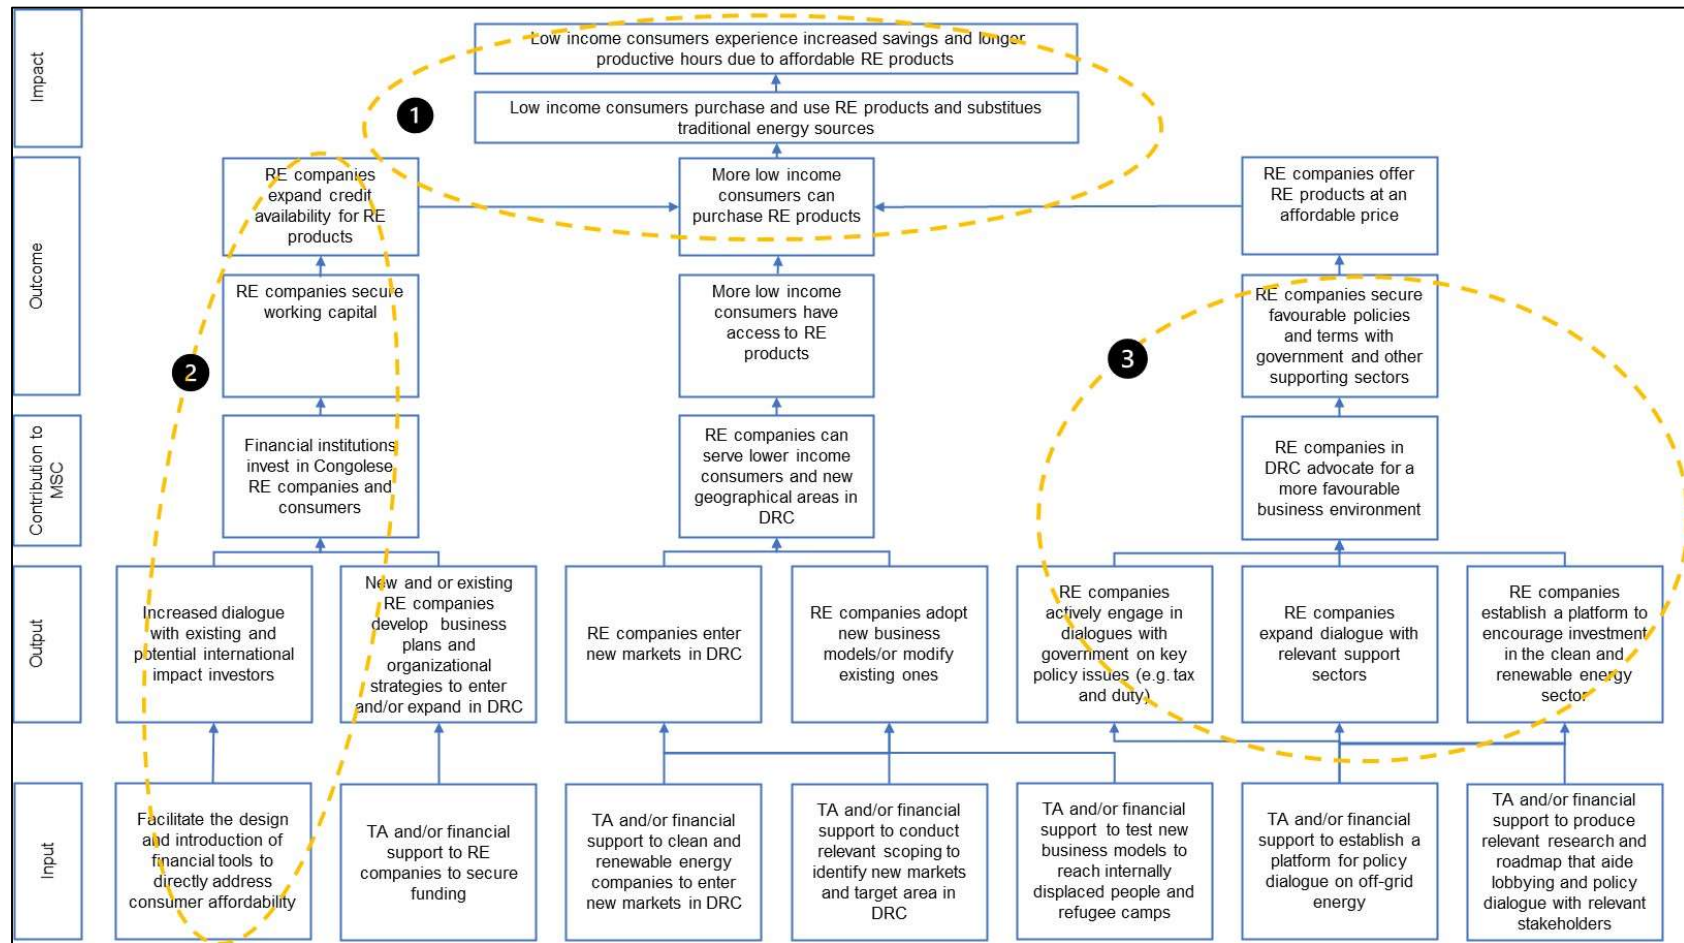 Impact
Low income consumers experience increased savings and longer
productive hours due to affordable RE products
1
Low income consumers purchase and use RE products and substitues
traditional energy sources
Outcome
RE companies
expand credit
availability for RE
products
More low income
consumers can
purchase RE products
RE companies offer
RE products at an
affordable price
RE companies secure
working capital
More low income
consumers have
access to RE
products
RE companies secure
favourable policies
and terms with
government and other
supporting sectors
2
3
Contribution to
MSC
Financial institutions
invest in Congolese
RE companies and
consumers
RE companies can
serve lower income
consumers and new
geographical areas in
DRC
RE companies in
DRC advocate for a
more favourable
business environment
Output
Increased dialogue
with existing and
potential international
impact investors
New and or existing
RE companies
develop business
plans and
organizational
strategies to enter
and/or expand in DRC
RE companies enter
new markets in DRC
RE companies adopt
new business
models/or modify
existing ones
RE companies
actively engage in
dialogues with
government on key
policy issues (e.g. tax
and duty)
RE companies
expand dialogue with
relevant support
sectors
RE companies
establish a platform to
encourage investment
in the clean and
renewable energy
sector
Input
Facilitate the design
and introduction of
financial tools to
directly address
consumer affordability
TA and/or financial
support to RE
companies to secure
funding
TA and/or financial
support to clean and
renewable energy
companies to enter
new markets in DRC
TA and/or financial
support to conduct
relevant scoping to
identify new markets
and target area in
DRC
TA and/or financial
support to test new
business models to
reach internally
displaced people and
refugee camps
TA and/or financial
support to establish a
platform for policy
dialogue on off-grid
energy
TA and/or financial
support to produce
relevant research and
roadmap that aide
lobbying and policy
dialogue with relevant
stakeholders